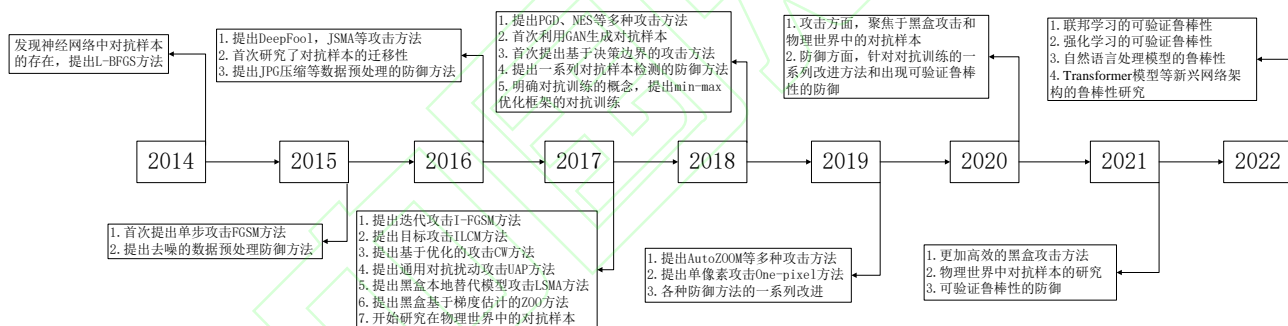 发现神经网络中对抗样本
的存在，提出L-BFGS方法
1. 提出DeepFool，JSMA等攻击方法
2. 首次研究了对抗样本的迁移性
3. 提出JPG压缩等数据预处理的防御方法
1. 提出PGD、NES等多种攻击方法
2. 首次利用GAN生成对抗样本
3. 首次提出基于决策边界的攻击方法
4. 提出一系列对抗样本检测的防御方法
5. 明确对抗训练的概念，提出min-max
优化框架的对抗训练
1. 攻击方面，聚焦于黑盒攻击和
物理世界中的对抗样本
2. 防御方面，针对对抗训练的一
系列改进方法和出现可验证鲁棒
性的防御
1. 联邦学习的可验证鲁棒性
2. 强化学习的可验证鲁棒性
3. 自然语言处理模型的鲁棒性
4. Transformer模型等新兴网络架
构的鲁棒性研究
2014
2015
2016
2017
2018
2019
2020
2021
2022
1. 首次提出单步攻击FGSM方法
2. 提出去噪的数据预处理防御方法
1. 提出迭代攻击I-FGSM方法
2. 提出目标攻击ILCM方法
3. 提出基于优化的攻击CW方法
4. 提出通用对抗扰动攻击UAP方法
5. 提出黑盒本地替代模型攻击LSMA方法
6. 提出黑盒基于梯度估计的ZOO方法
7. 开始研究在物理世界中的对抗样本
1. 提出AutoZOOM等多种攻击方法
2. 提出单像素攻击One-pixel方法
3. 各种防御方法的一系列改进
1. 更加高效的黑盒攻击方法
2. 物理世界中对抗样本的研究
3. 可验证鲁棒性的防御